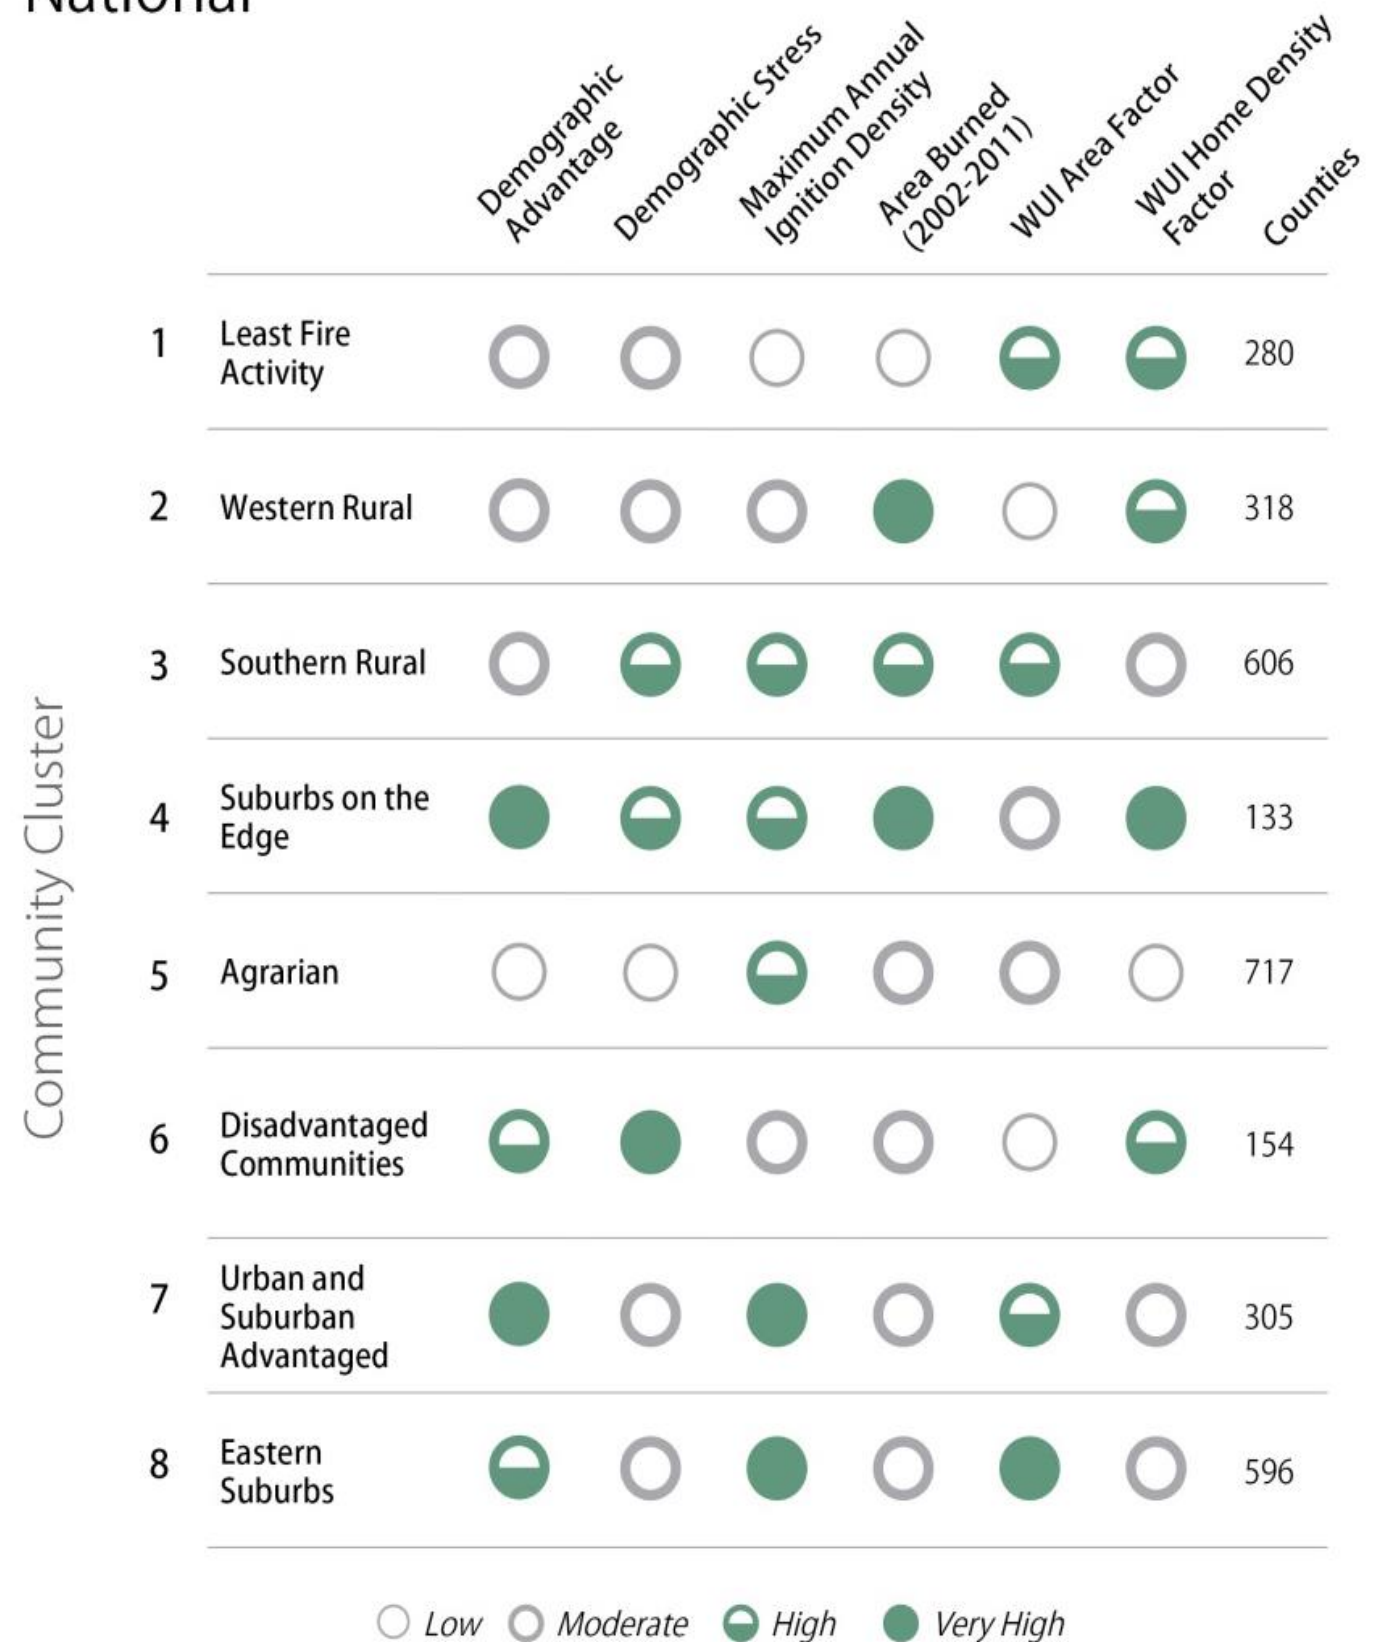 National
Demographic
Advantage
Demographic Stress
Maximum Annual
Ignition Density
Area Burned
(2002-2011)
WUI Area Factor
WUI Home Density
Factor
Counties
Community Cluster
1
Least Fire
Activity
280
2
Western Rural
318
3
Southern Rural
606
4
Suburbs on the
Edge
133
5
Agrarian
717
6
Disadvantaged
Communities
154
7
Urban and
Suburban
Advantaged
305
8
Eastern
Suburbs
596
Low
Moderate
High
Very High